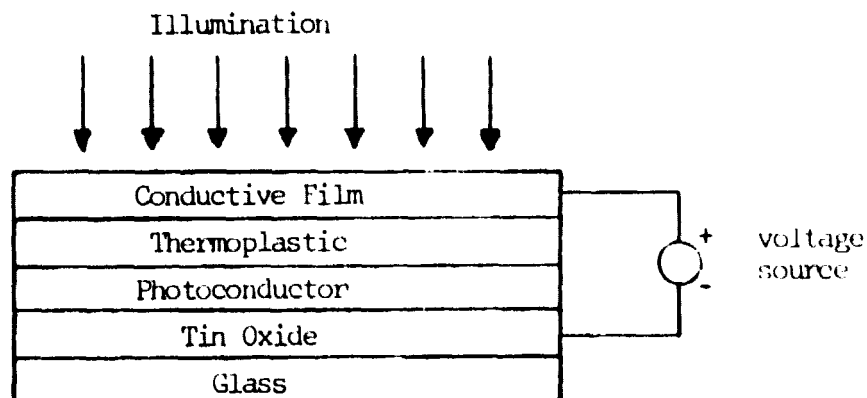 Illumination
Conductive Film
+
Thermoplastic
voltage
source
Photoconductor
-
Tin Oxide
Glass